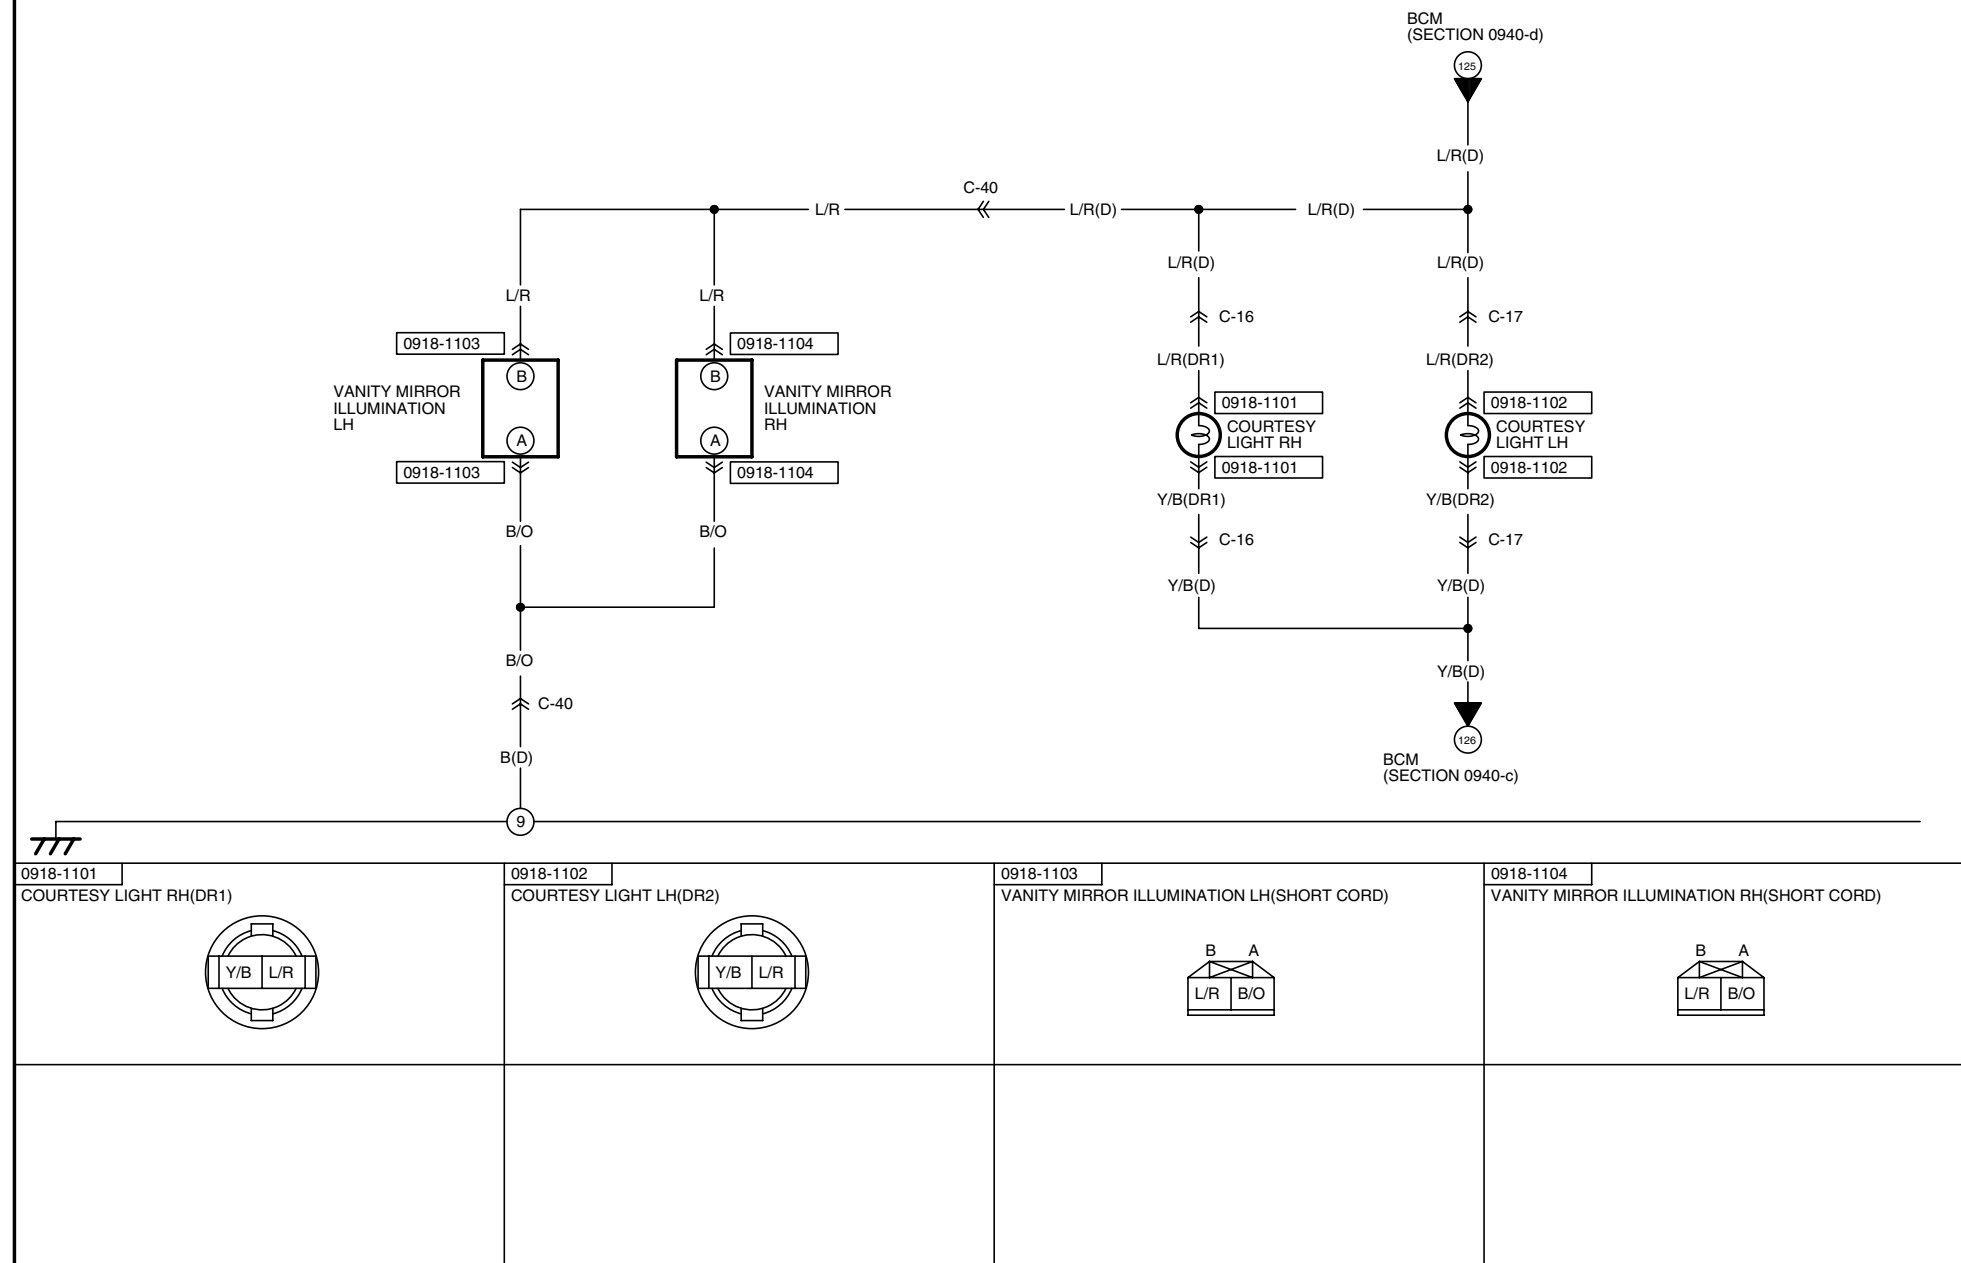 BCM
(SECTION 0940-d)
125
L/R(D)
C-40
L/R
L/R(D)
L/R(D)
L/R(D)
L/R(D)
L/R
L/R
C-16
C-17
0918-1103
0918-1104
L/R(DR1)
L/R(DR2)
B
B
VANITY MIRROR
ILLUMINATION
LH
VANITY MIRROR
ILLUMINATION
RH
0918-1101
0918-1102
COURTESY
LIGHT RH
COURTESY
LIGHT LH
A
A
0918-1103
0918-1104
0918-1101
0918-1102
Y/B(DR1)
Y/B(DR2)
B/O
B/O
C-16
C-17
Y/B(D)
Y/B(D)
B/O
Y/B(D)
C-40
126
B(D)
BCM
(SECTION 0940-c)
9
0918-1101
COURTESY LIGHT RH(DR1)
Y/B L/R
0918-1102
COURTESY LIGHT LH(DR2)
Y/B L/R
0918-1103
VANITY MIRROR ILLUMINATION LH(SHORT CORD)
B A
L/R B/O
0918-1104
VANITY MIRROR ILLUMINATION RH(SHORT CORD)
B A
L/R B/O